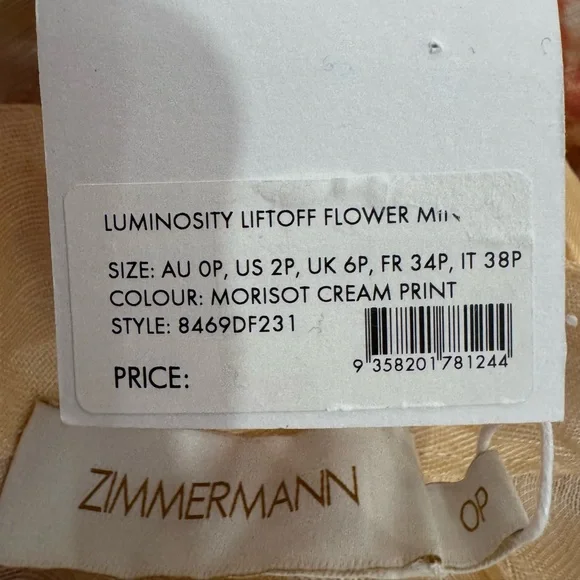 LUMINOSITY LIFTOFF FLOWER
SIZE: AU 0P, US 2P, UK 6P, FR 34P, IT 38P
COLOUR: MORISOT CREAM PRINT
STYLE: 8469DF231
PRICE:
9 358201 781244
ZIMMERMANN
0P